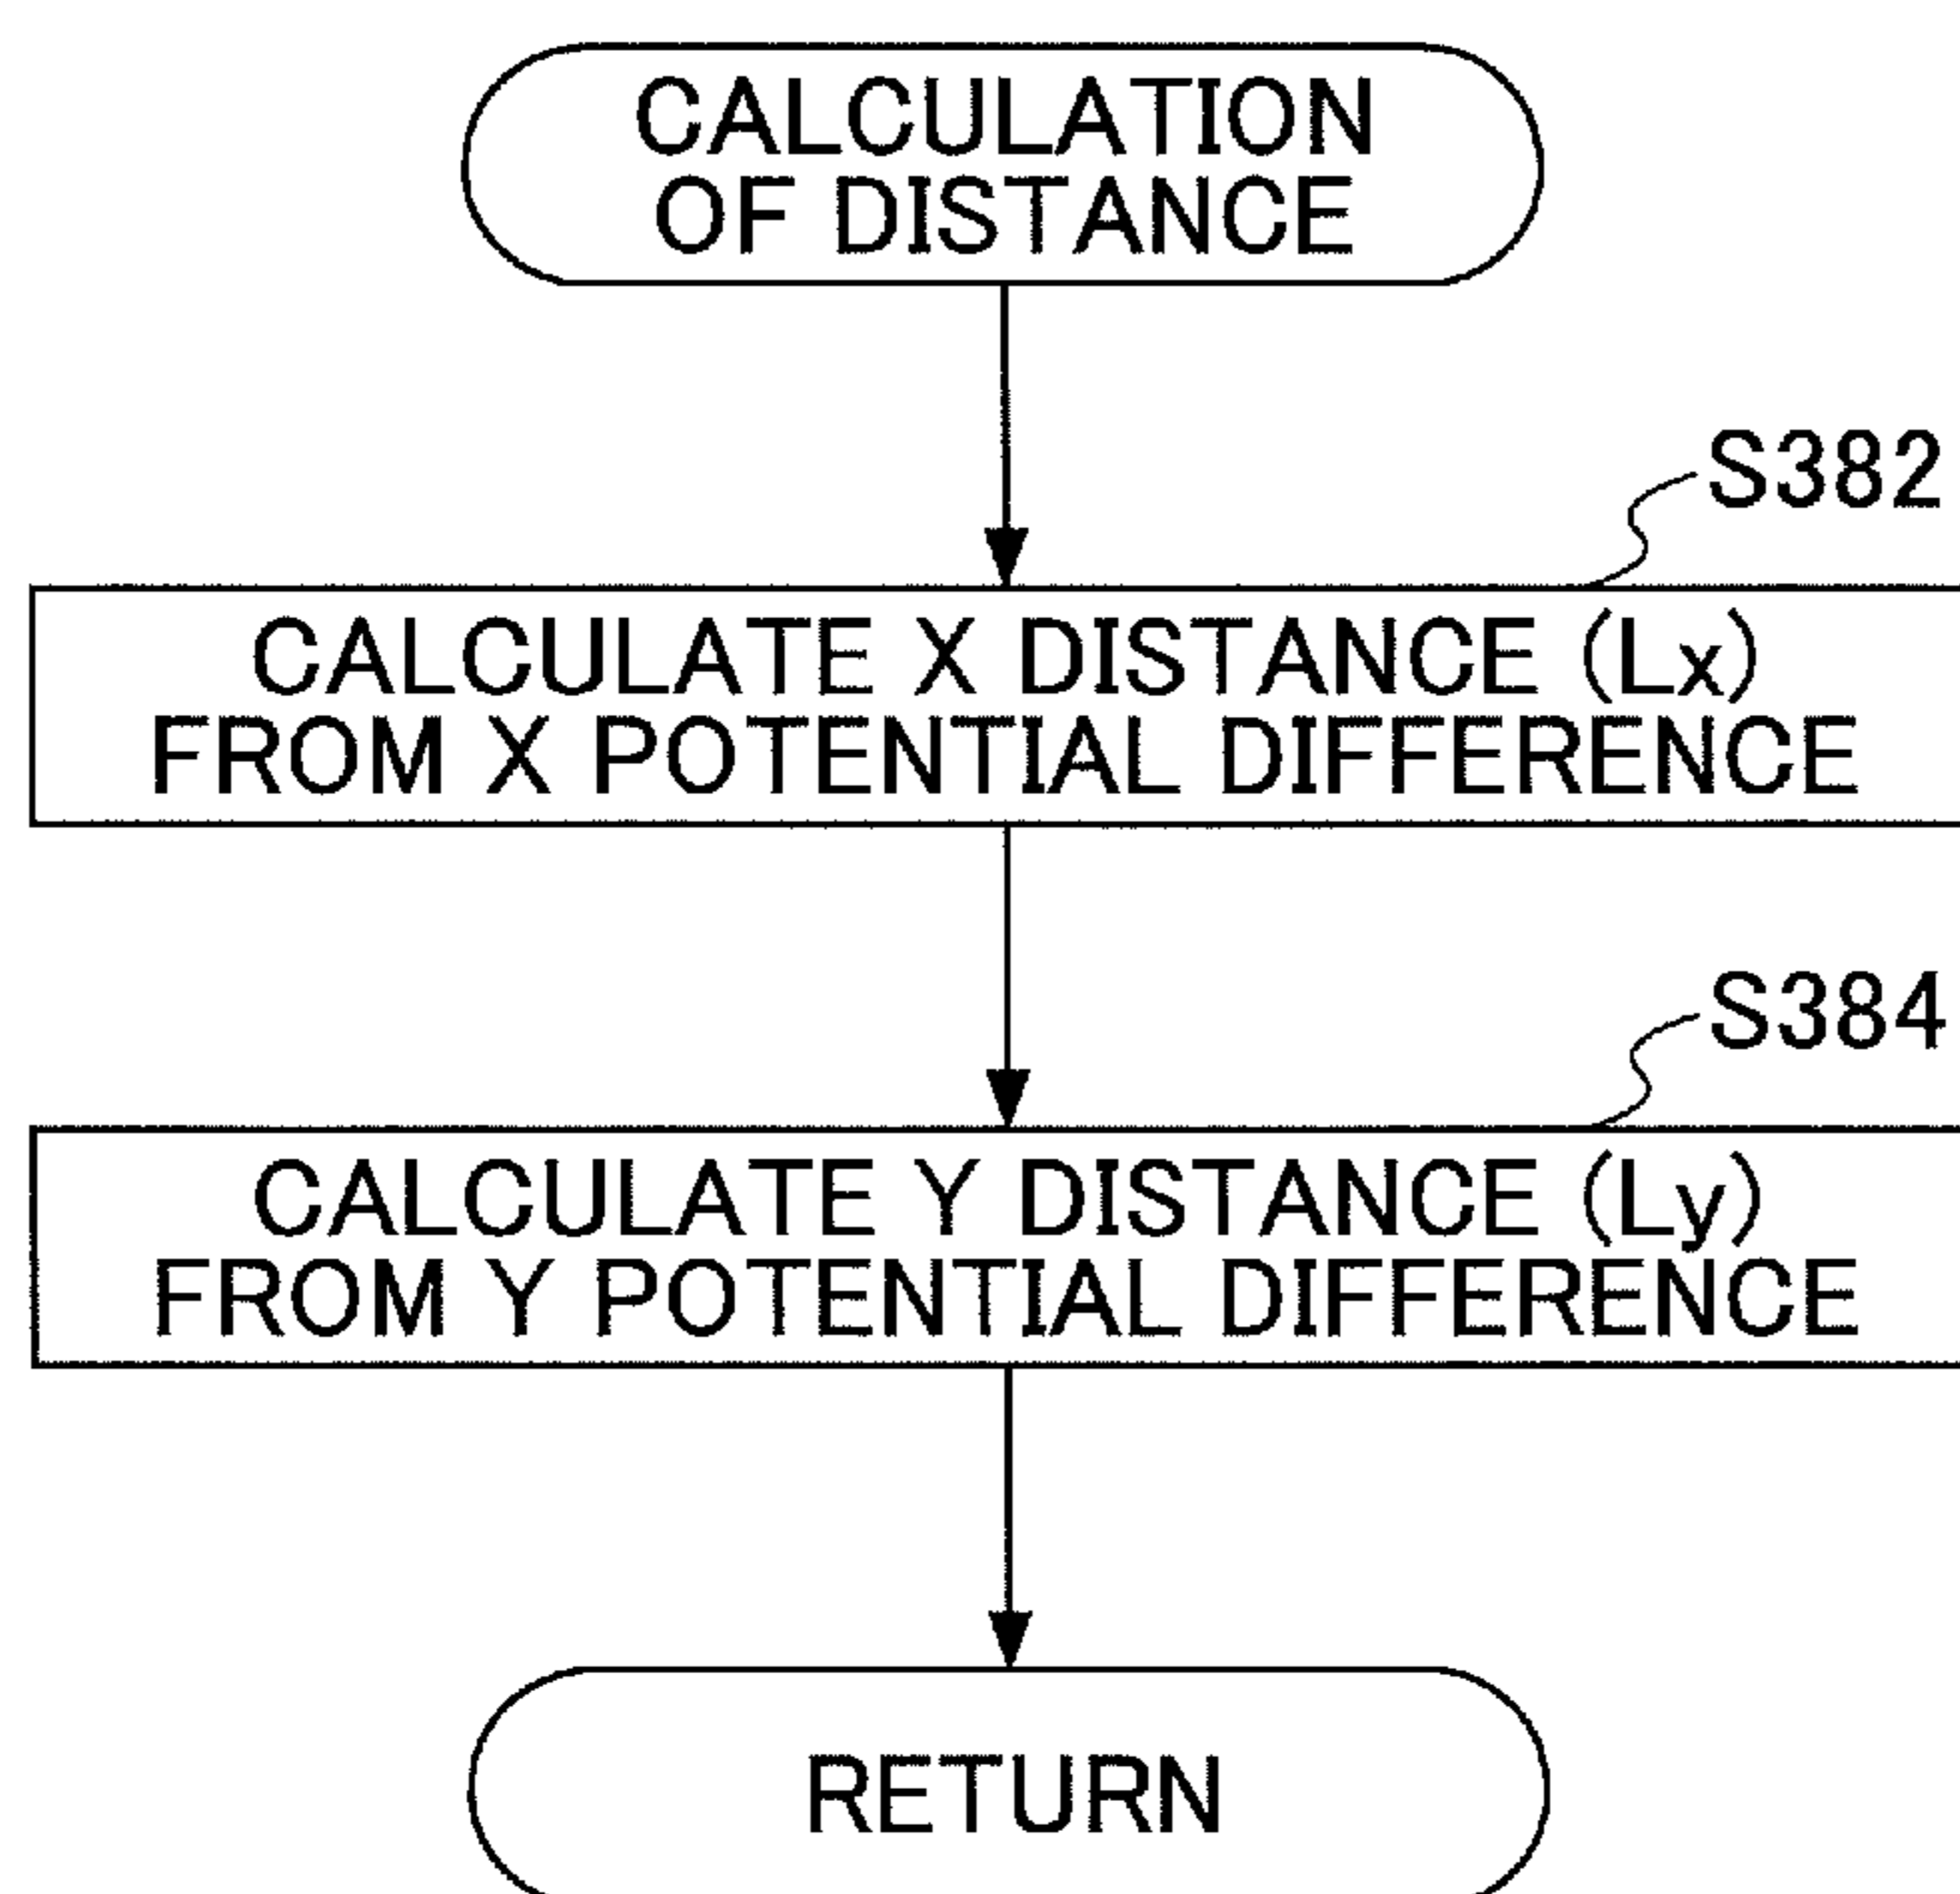 CALCULATION
OF DISTANCE
S382
CALCULATE X DISTANCE (Lx)
FROM X POTENTIAL DIFFERENCE
S384
CALCULATE Y DISTANCE (Ly)
FROM Y POTENTIAL DIFFERENCE
RETURN